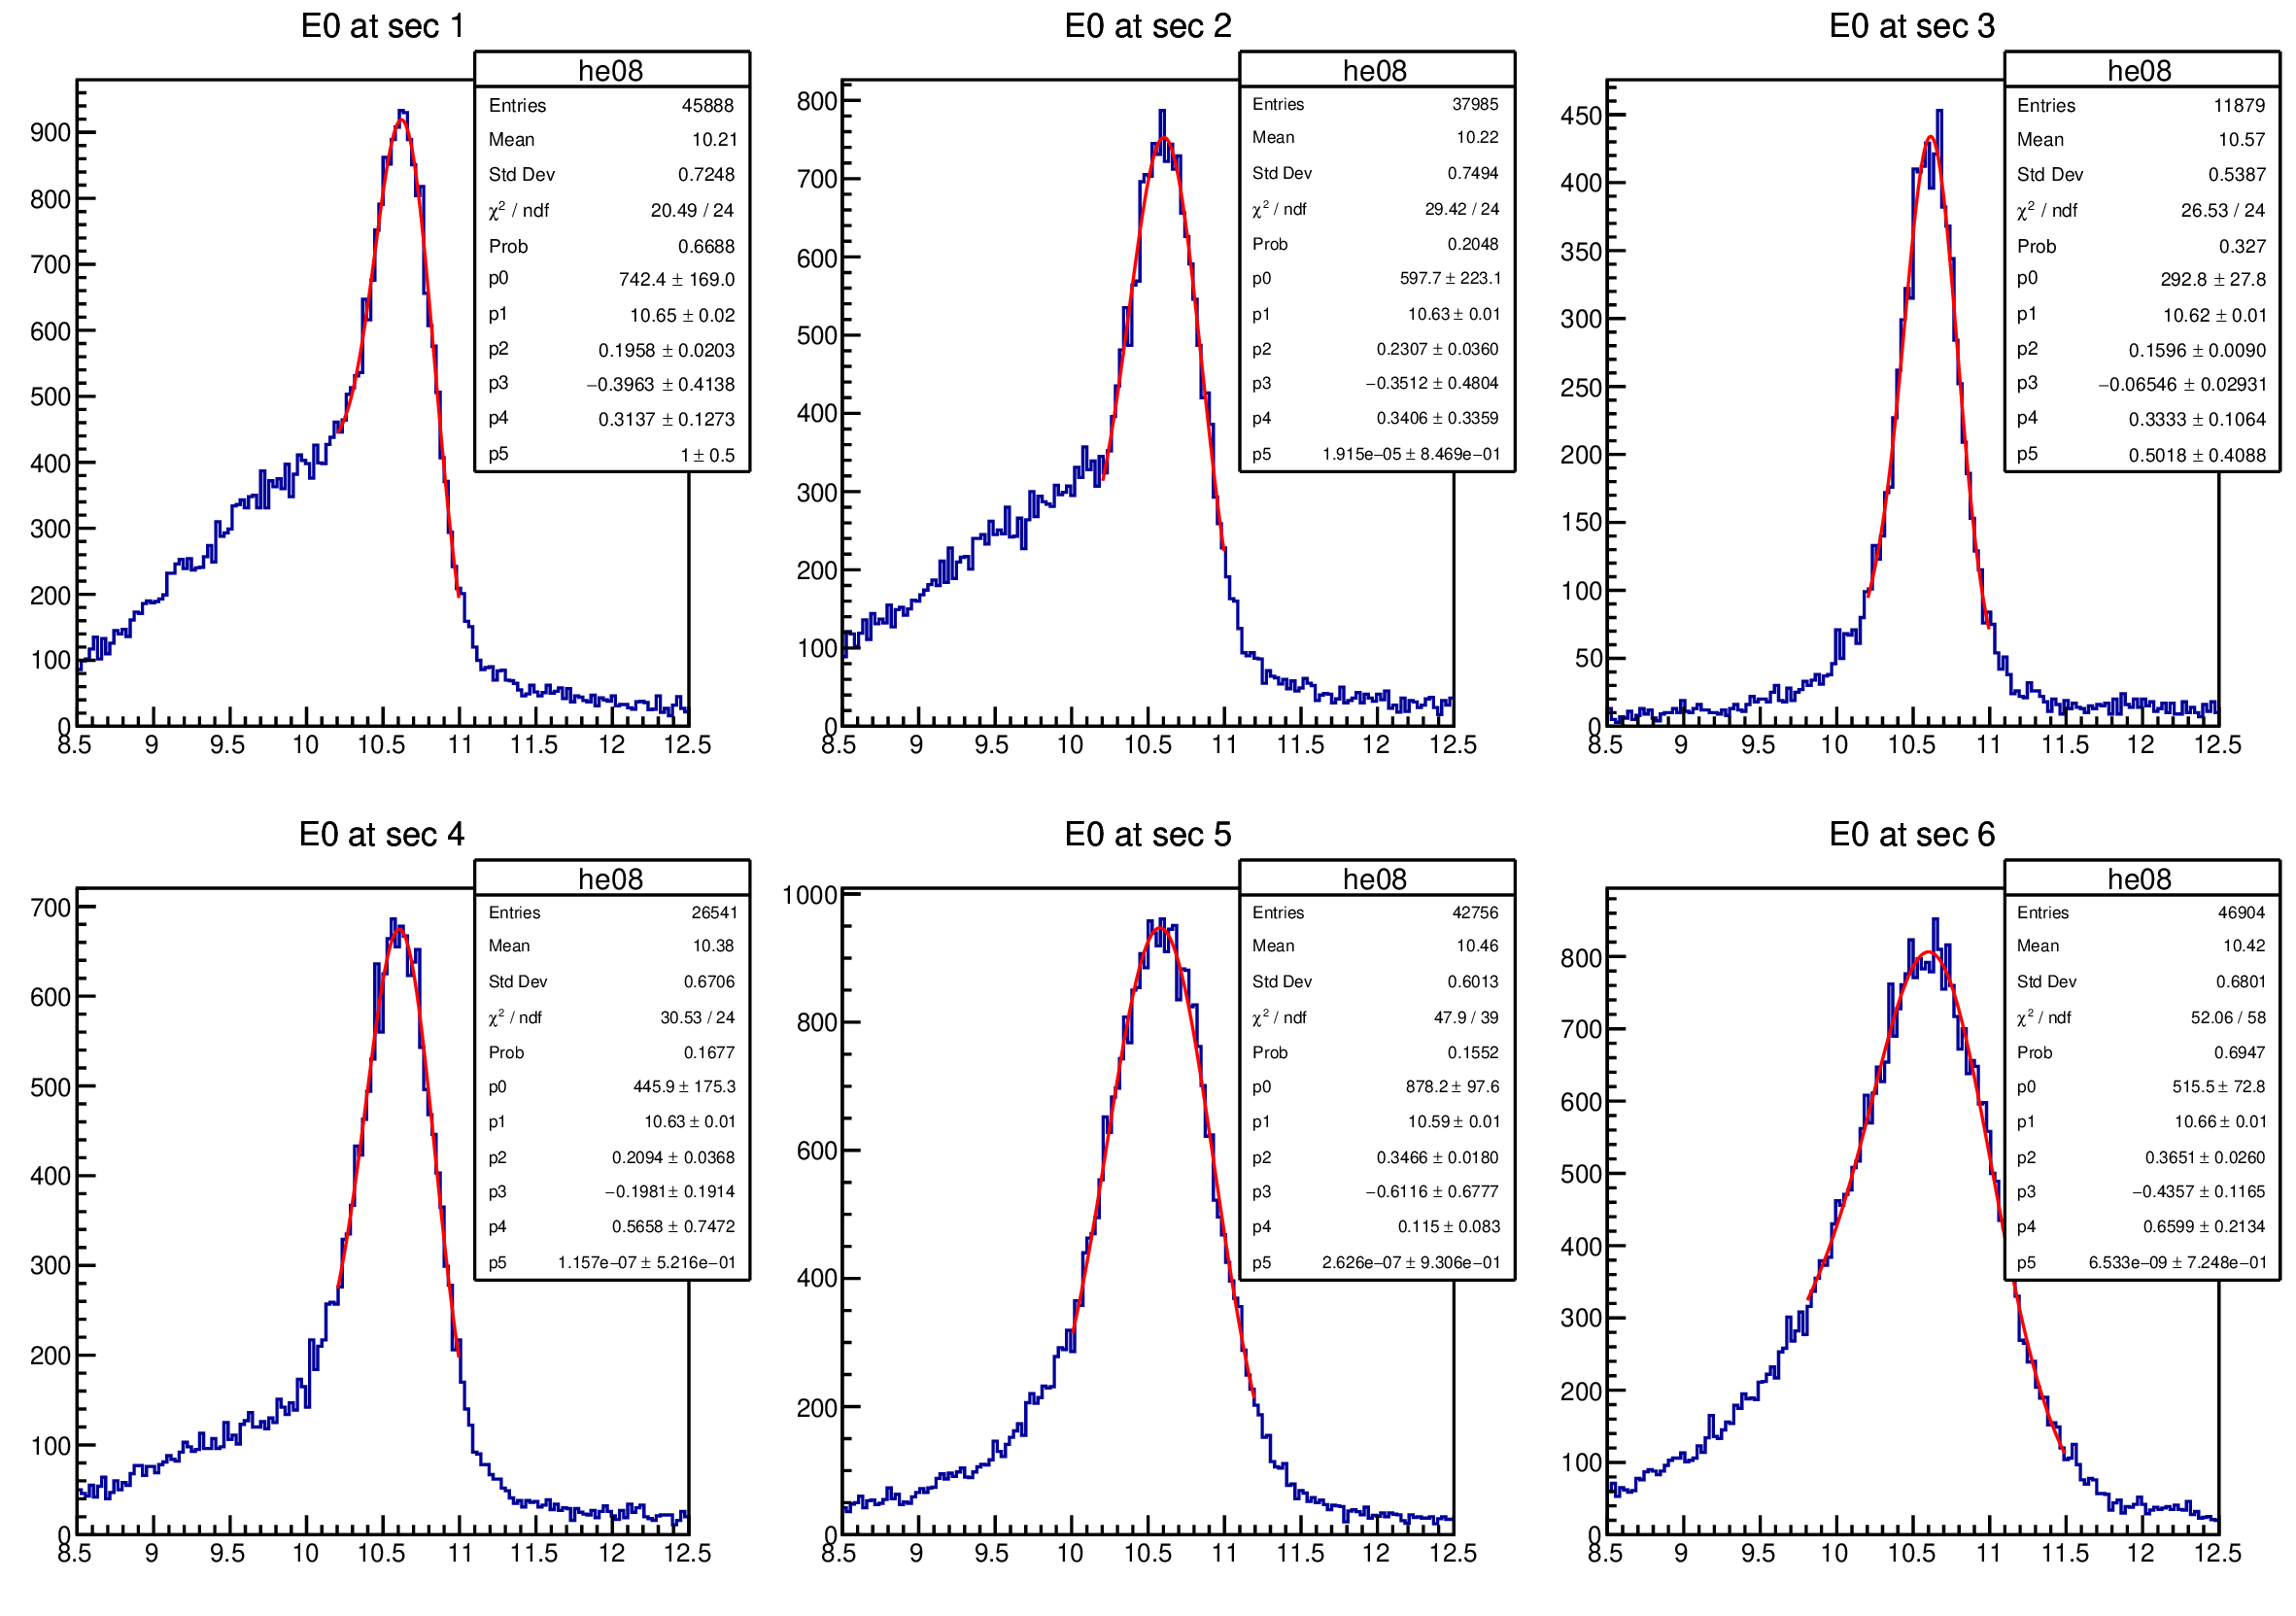 E0 at sec 1
he08
Entries 45888
Mean 10.21
Std Dev 0.7248
χ² / ndf 20.49 / 24
Prob 0.6688
p0 742.4 ± 169.0
p1 10.65 ± 0.02
p2 0.1958 ± 0.0203
p3 −0.3963 ± 0.4138
p4 0.3137 ± 0.1273
p5 1 ± 0.5
900
800
700
600
500
400
300
200
100
0
8.5 9 9.5 10 10.5 11 11.5 12 12.5
E0 at sec 2
he08
Entries 37985
Mean 10.22
Std Dev 0.7494
χ² / ndf 29.42 / 24
Prob 0.2048
p0 597.7 ± 223.1
p1 10.63 ± 0.01
p2 0.2307 ± 0.0360
p3 −0.3512 ± 0.4804
p4 0.3406 ± 0.3359
p5 1.915e−05 ± 8.469e−01
800
700
600
500
400
300
200
100
0
8.5 9 9.5 10 10.5 11 11.5 12 12.5
E0 at sec 3
he08
Entries 11879
Mean 10.57
Std Dev 0.5387
χ² / ndf 26.53 / 24
Prob 0.327
p0 292.8 ± 27.8
p1 10.62 ± 0.01
p2 0.1596 ± 0.0090
p3 −0.06546 ± 0.02931
p4 0.3333 ± 0.1064
p5 0.5018 ± 0.4088
450
400
350
300
250
200
150
100
50
0
8.5 9 9.5 10 10.5 11 11.5 12 12.5
E0 at sec 4
he08
Entries 26541
Mean 10.38
Std Dev 0.6706
χ² / ndf 30.53 / 24
Prob 0.1677
p0 445.9 ± 175.3
p1 10.63 ± 0.01
p2 0.2094 ± 0.0368
p3 −0.1981 ± 0.1914
p4 0.5658 ± 0.7472
p5 1.157e−07 ± 5.216e−01
700
600
500
400
300
200
100
0
8.5 9 9.5 10 10.5 11 11.5 12 12.5
E0 at sec 5
he08
Entries 42756
Mean 10.46
Std Dev 0.6013
χ² / ndf 47.9 / 39
Prob 0.1552
p0 878.2 ± 97.6
p1 10.59 ± 0.01
p2 0.3466 ± 0.0180
p3 −0.6116 ± 0.6777
p4 0.115 ± 0.083
p5 2.626e−07 ± 9.306e−01
1000
800
600
400
200
0
8.5 9 9.5 10 10.5 11 11.5 12 12.5
E0 at sec 6
he08
Entries 46904
Mean 10.42
Std Dev 0.6801
χ² / ndf 52.06 / 58
Prob 0.6947
p0 515.5 ± 72.8
p1 10.66 ± 0.01
p2 0.3651 ± 0.0260
p3 −0.4357 ± 0.1165
p4 0.6599 ± 0.2134
p5 6.533e−09 ± 7.248e−01
800
700
600
500
400
300
200
100
0
8.5 9 9.5 10 10.5 11 11.5 12 12.5